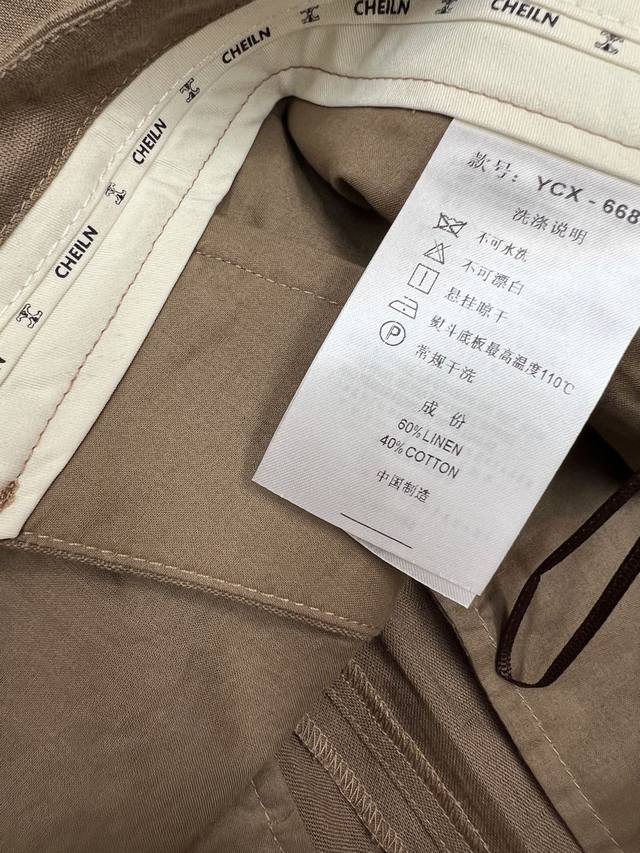 CHEILN
CHEILN
CHEILN
CHEILN
CHEILN
款号：YCX-668
洗涤说明
不可水洗
不可漂白
悬挂晾干
熨斗底板最高温度110℃
P
常规干洗
成份
60%LINEN
40%COTTON
中国制造